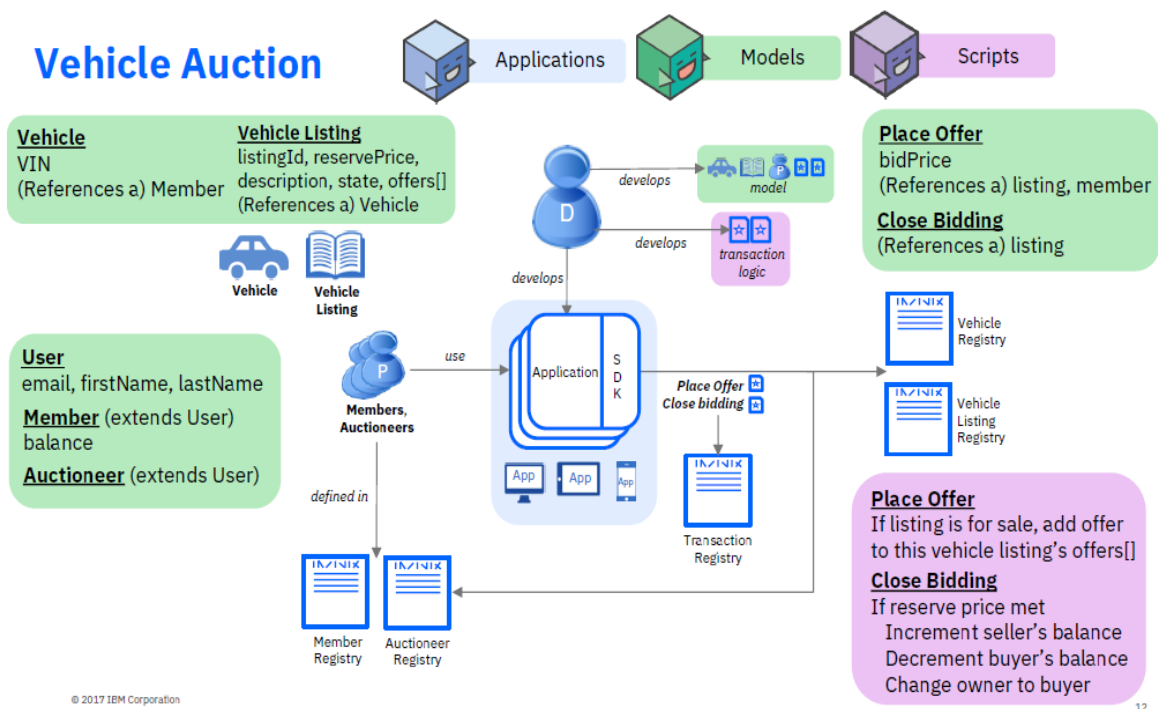 Vehicle Auction
Applications
Models
Scripts
Vehicle
VIN
(References a) Member
Vehicle Listing
listingId, reservePrice,
description, state, offers[]
(References a) Vehicle
Vehicle
Vehicle
Listing
D
develops
P
model
develops
transaction
logic
develops
Place Offer
bidPrice
(References a) listing, member
Close Bidding
(References a) listing
User
email, firstName, lastName
Member (extends User)
balance
Auctioneer (extends User)
P
Members,
Auctioneers
use
defined in
Application
S
D
K
App
App
App
Place Offer
Close bidding
Transaction
Registry
Vehicle
Registry
Vehicle
Listing
Registry
Member
Registry
Auctioneer
Registry
Place Offer
If listing is for sale, add offer
to this vehicle listing’s offers[]
Close Bidding
If reserve price met
Increment seller’s balance
Decrement buyer’s balance
Change owner to buyer
© 2017 IBM Corporation
12